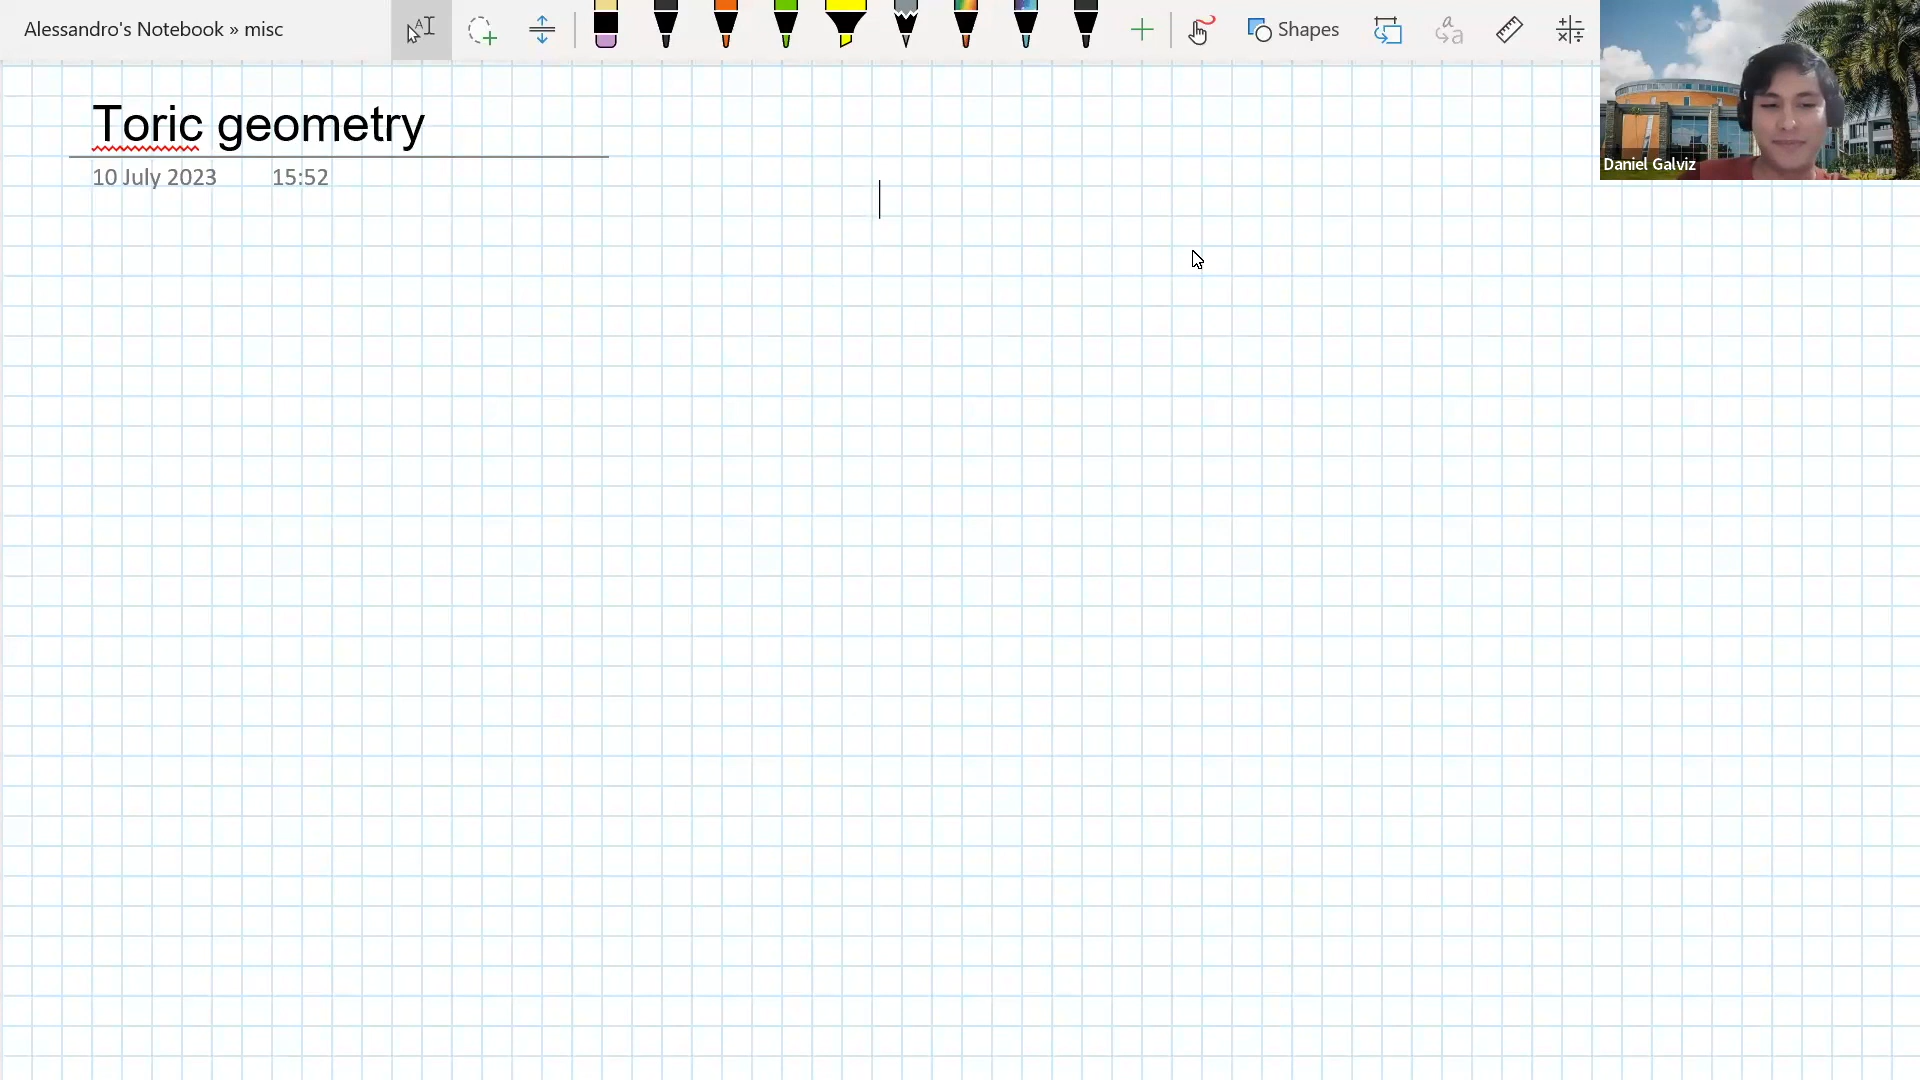 Alessandro's Notebook » misc
Shapes
Daniel Galviz
Toric geometry
10 July 2023 15:52